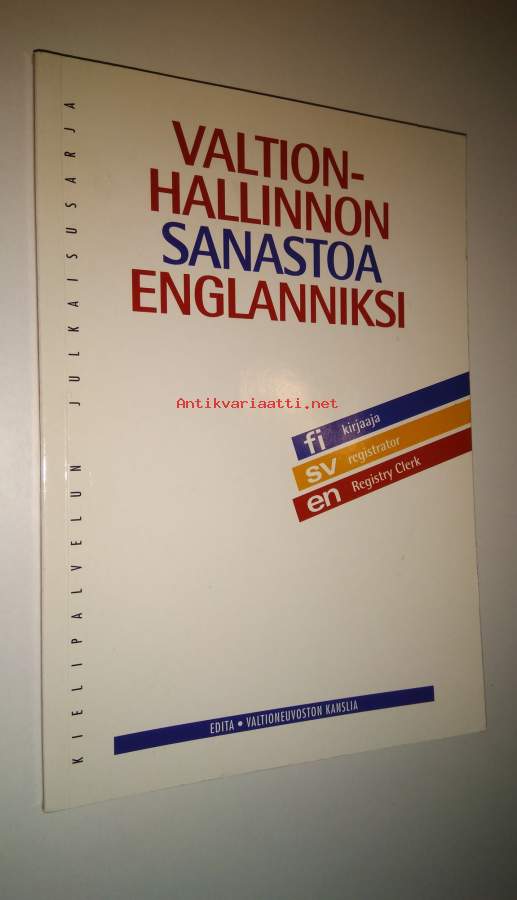 KIELIPALVELUN JULKAISUSARJA
VALTION-
HALLINNON
SANASTOA
ENGLANNIKSI
Antikvariaatti.net
fi kirjaaja
sv registrator
en Registry Clerk
EDITA • VALTIONEUVOSTON KANSLIA